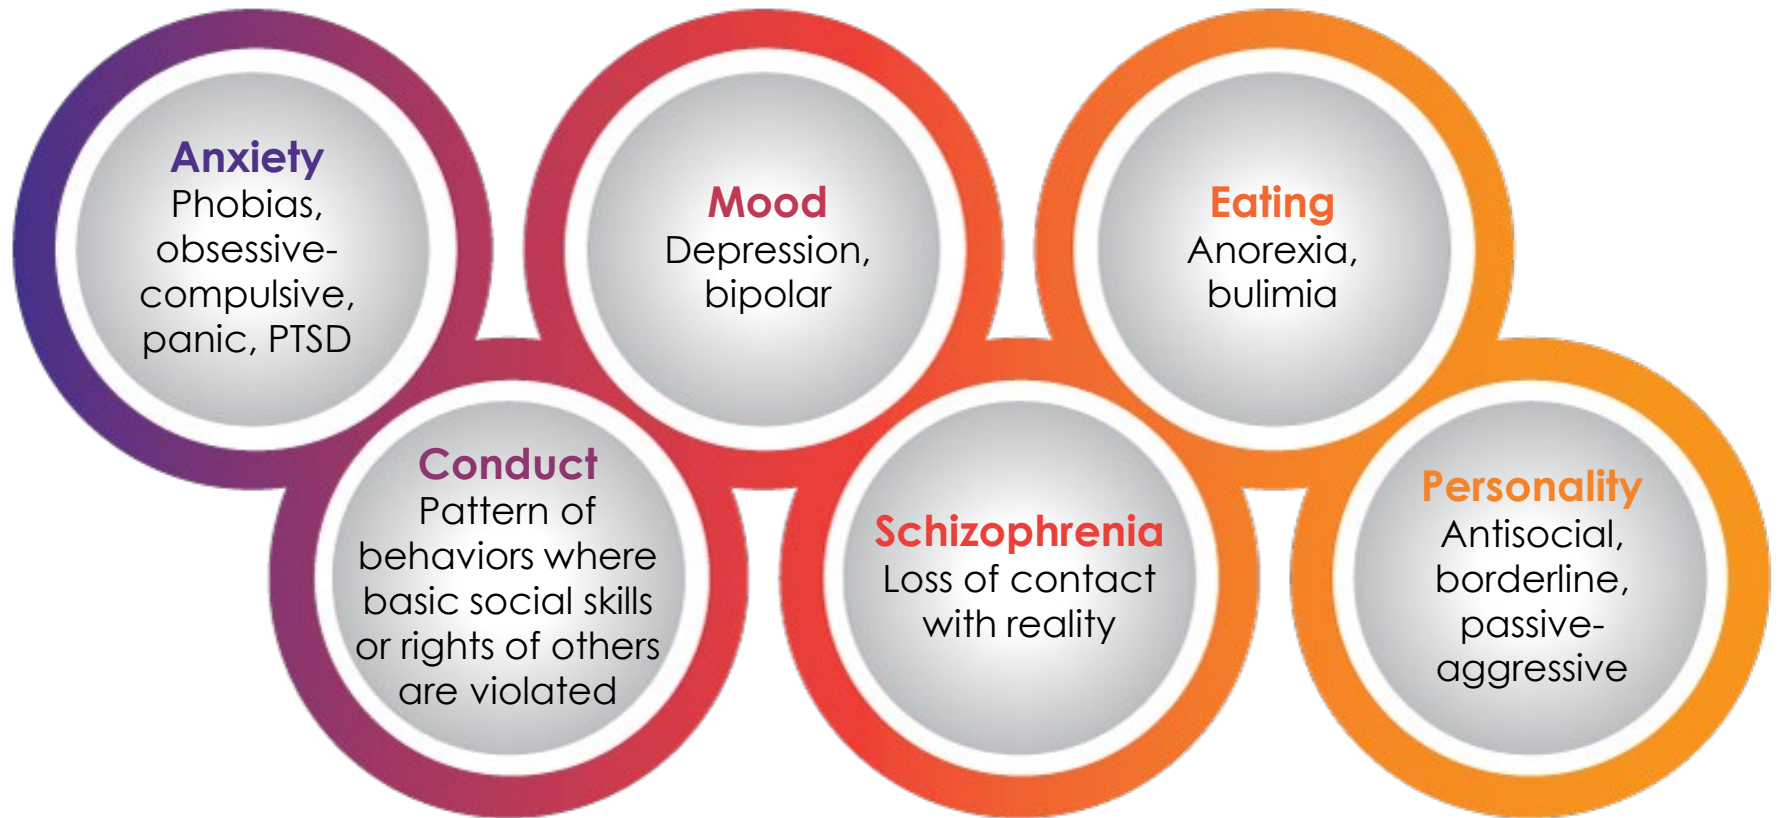 Anxiety
Phobias,
obsessive-
compulsive,
panic, PTSD
Conduct
Pattern of
behaviors where
basic social skills
or rights of others
are violated
Mood
Depression,
bipolar
Schizophrenia
Loss of contact
with reality
Eating
Anorexia,
bulimia
Personality
Antisocial,
borderline,
passive-
aggressive